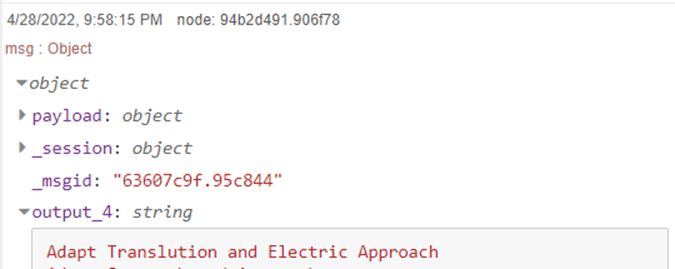 4/28/2022, 9:58:15 PM node: 94b2d491.906f78
msg : Object
object
payload: object
_session: object
_msgid: "63607c9f.95c844"
output_4: string
Adapt Translution and Electric Approach